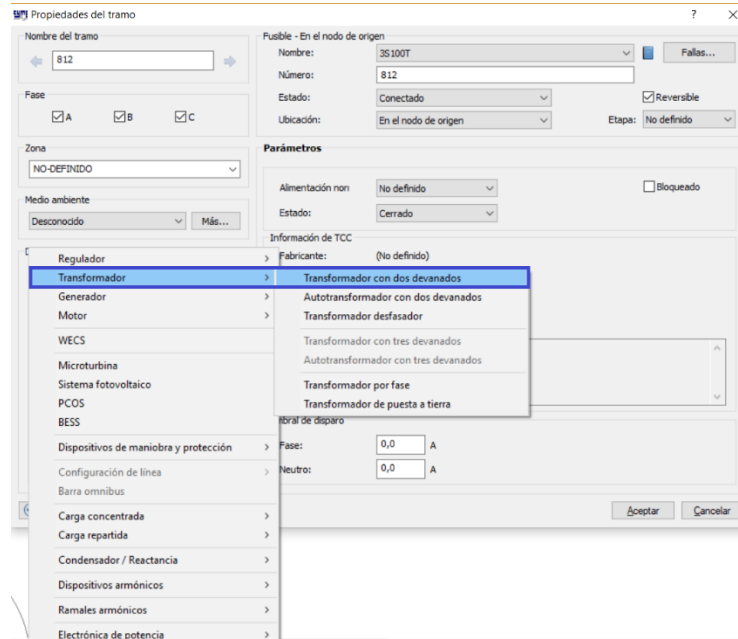 Propiedades del tramo
Nombre del tramo
812
Fase
A B C
Zona
NO-DEFINIDO
Medio ambiente
Desconocido Más...
Fusible - En el nodo de origen
Nombre: 3S100T Fallas...
Número: 812
Estado: Conectado Reversible
Ubicación: En el nodo de origen Etapa: No definido
Parámetros
Alimentación non No definido Bloqueado
Estado: Cerrado
Información de TCC
Fabricante: (No definido)
Regulador
Transformador
Generador
Motor
WECS
Microturbina
Sistema fotovoltaico
PCOS
BESS
Dispositivos de maniobra y protección
Configuración de línea
Barra omnibus
Carga concentrada
Carga repartida
Condensador / Reactancia
Dispositivos armónicos
Ramales armónicos
Electrónica de potencia
Transformador con dos devanados
Autotransformador con dos devanados
Transformador desfasador
Transformador con tres devanados
Autotransformador con tres devanados
Transformador por fase
Transformador de puesta a tierra
de disparo
Fase: 0,0 A
Neutro: 0,0 A
Aceptar Cancelar